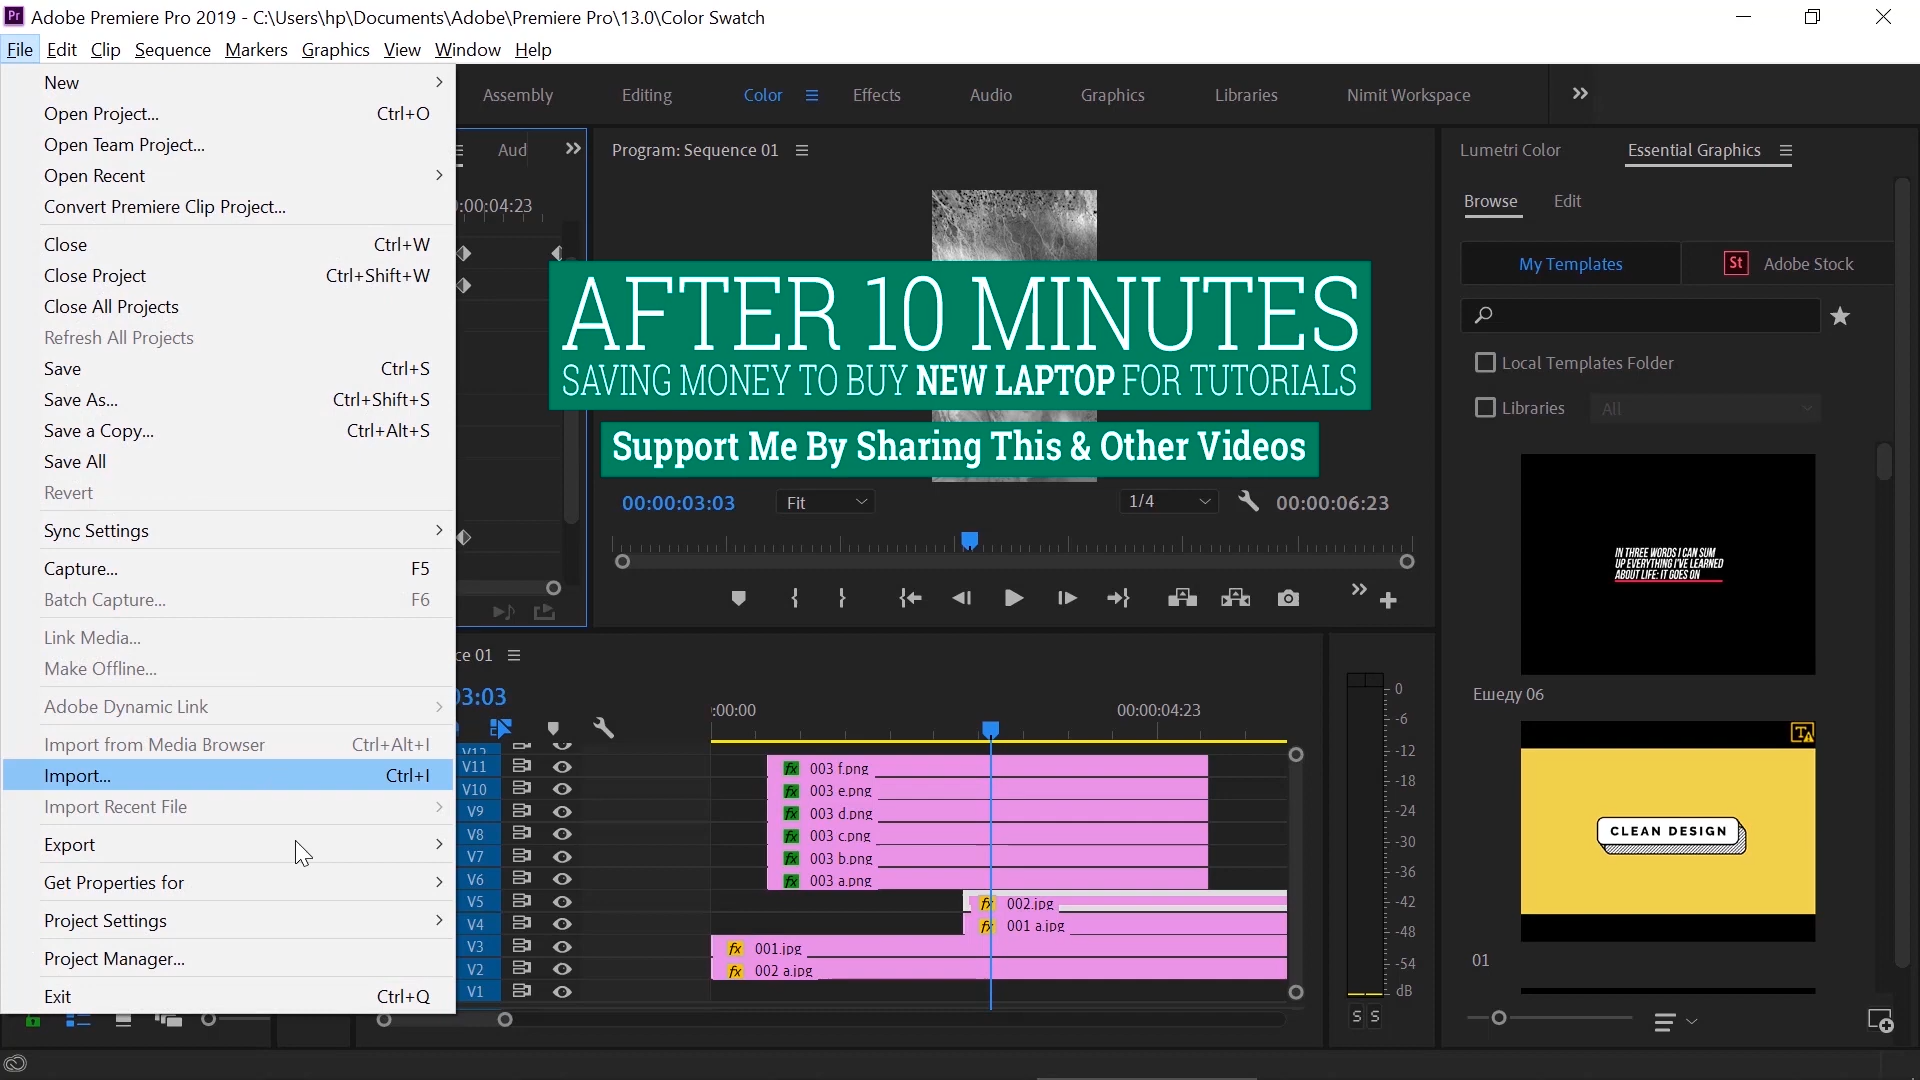 Pr Adobe Premiere Pro 2019 - C:\Users\hp\Documents\Adobe\Premiere Pro\13.0\Color Swatch
File Edit Clip Sequence Markers Graphics View Window Help
New
Open Project... Ctrl+O
Open Team Project...
Open Recent
Convert Premiere Clip Project...
Close Ctrl+W
Close Project Ctrl+Shift+W
Close All Projects
Refresh All Projects
Save Ctrl+S
Save As... Ctrl+Shift+S
Save a Copy... Ctrl+Alt+S
Save All
Revert
Sync Settings
Capture... F5
Batch Capture... F6
Link Media...
Make Offline...
Adobe Dynamic Link
Import from Media Browser Ctrl+Alt+I
Import... Ctrl+I
Import Recent File
Export
Get Properties for
Project Settings
Project Manager...
Exit Ctrl+Q
Assembly Editing Color Effects Audio Graphics Libraries Nimit Workspace
Aud
:00:04:23
Program: Sequence 01
AFTER 10 MINUTES
SAVING MONEY TO BUY NEW LAPTOP FOR TUTORIALS
Support Me By Sharing This & Other Videos
00:00:03:03 Fit 1/4 00:00:06:23
ce 01
03:03
:00:00 00:00:04:23
V12
V11 fx 003 f.png
V10 fx 003 e.png
V9 fx 003 d.png
V8 fx 003 c.png
V7 fx 003 b.png
V6 fx 003 a.png
V5 fx 002.jpg
V4 fx 001 a.jpg
V3 fx 001.jpg
V2 fx 002 a.jpg
V1
0
-6
-12
-18
-24
-30
-36
-42
-48
-54
dB
S S
Lumetri Color Essential Graphics
Browse Edit
My Templates St Adobe Stock
Local Templates Folder
Libraries All
IN THREE WORDS I CAN SUM
UP EVERYTHING I'VE LEARNED
ABOUT LIFE: IT GOES ON
Ешеду 06
CLEAN DESIGN
01